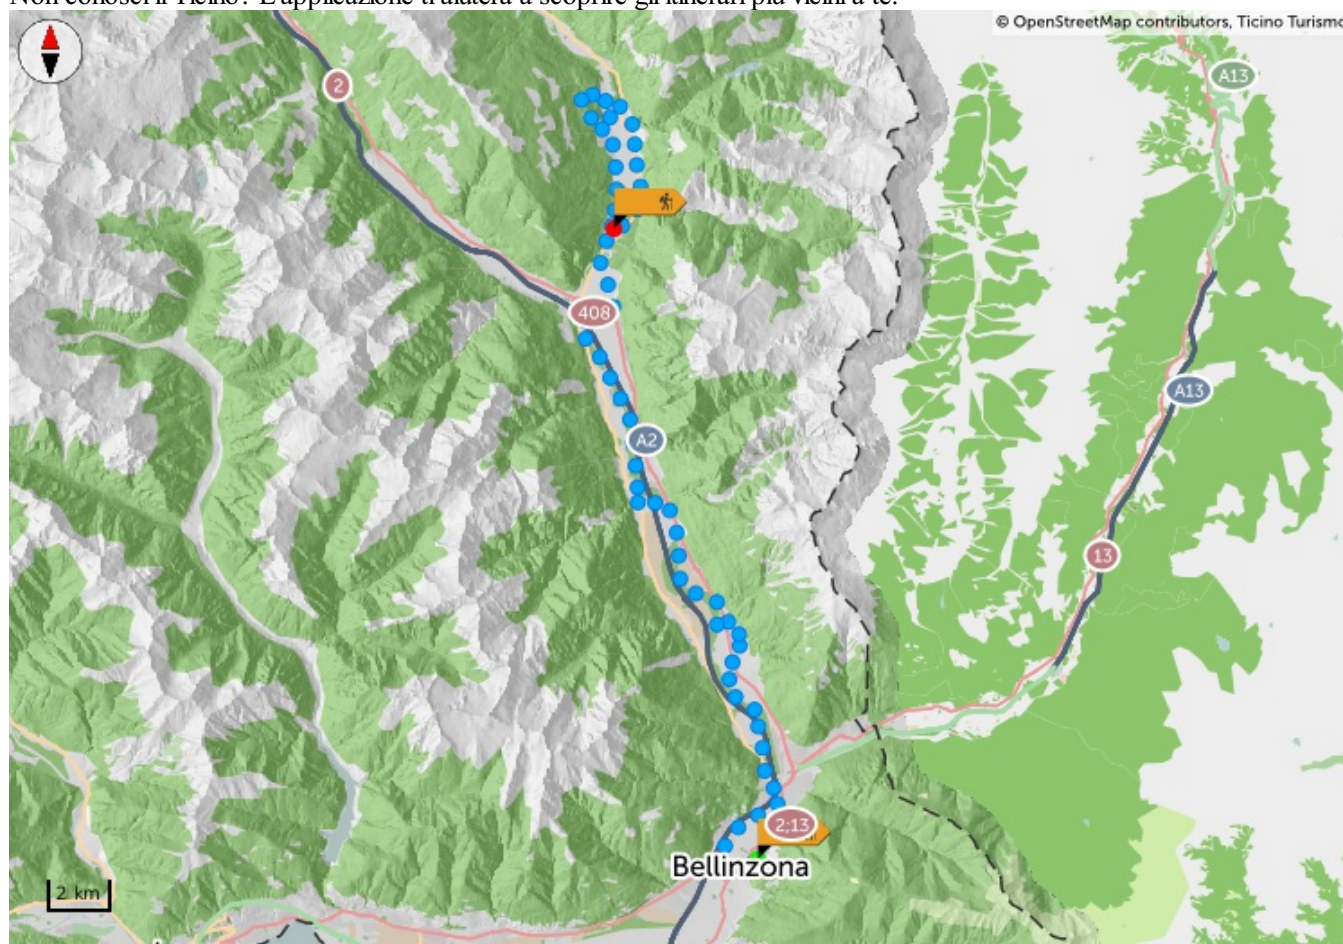 Non conosci il Ticino? L'applicazione ti aiuterà a scoprire gli itinerari più vicini a te.
© OpenStreetMap contributors, Ticino Turismo
A13
2
408
A13
A2
13
2;13
Bellinzona
2 km